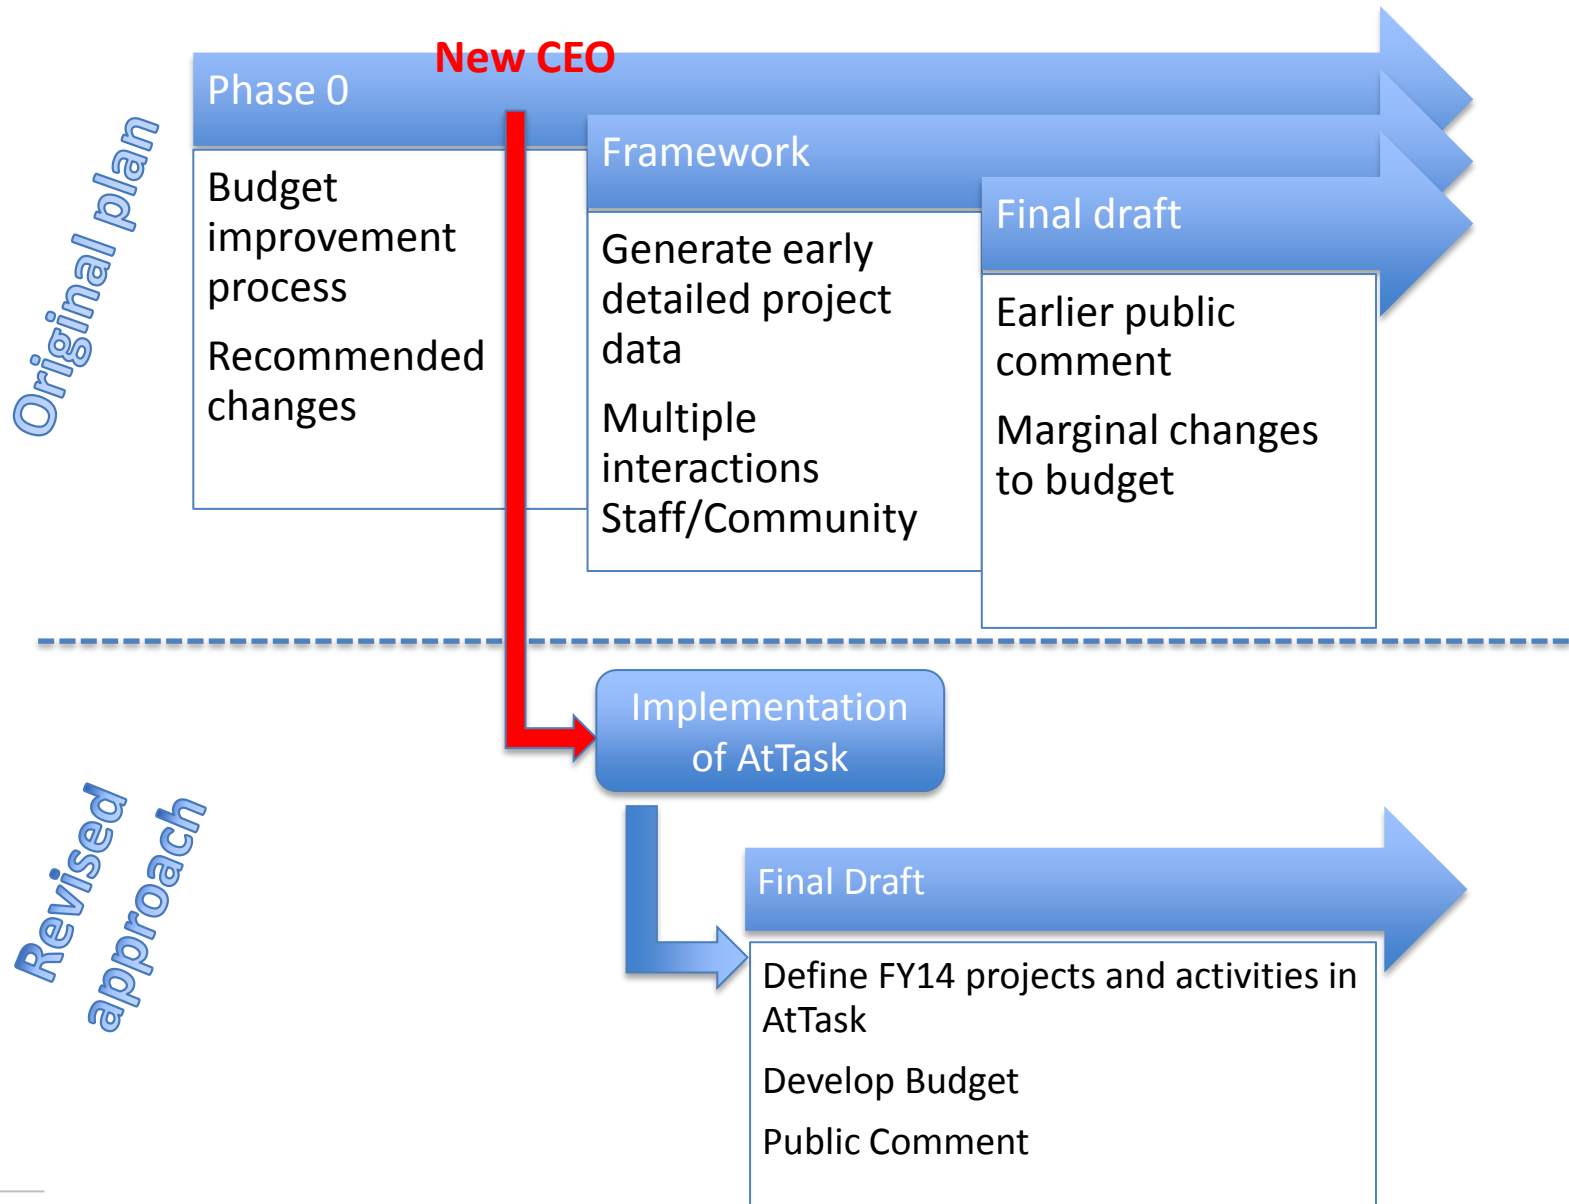 New CEO
Original plan
Phase 0
Budget
improvement
process
Recommended
changes
Framework
Generate early
detailed project
data
Multiple
interactions
Staff/Community
Final draft
Earlier public
comment
Marginal changes
to budget
Revised
approach
Implementation
of AtTask
Final Draft
Define FY14 projects and activities in
AtTask
Develop Budget
Public Comment